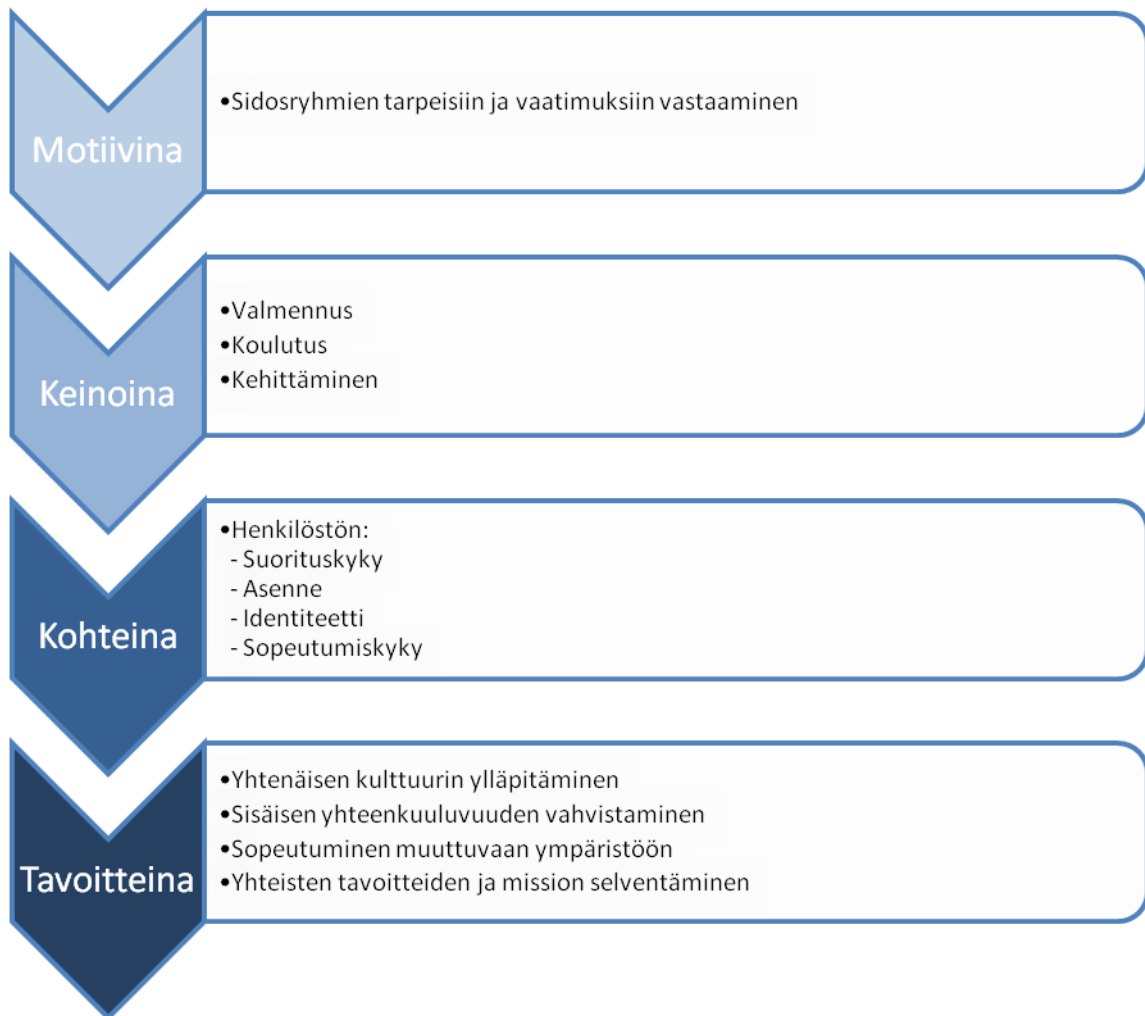 Motiivina
•Sidosryhmien tarpeisiin ja vaatimuksiin vastaaminen
Keinoina
•Valmennus
•Koulutus
•Kehittäminen
Kohteina
•Henkilöstön:
- Suorituskyky
- Asenne
- Identiteetti
- Sopeutumiskyky
Tavoitteina
•Yhtenäisen kulttuurin ylläpitäminen
•Sisäisen yhteenkuuluvuuden vahvistaminen
•Sopeutuminen muuttuvaan ympäristöön
•Yhteisten tavoitteiden ja mission selventäminen